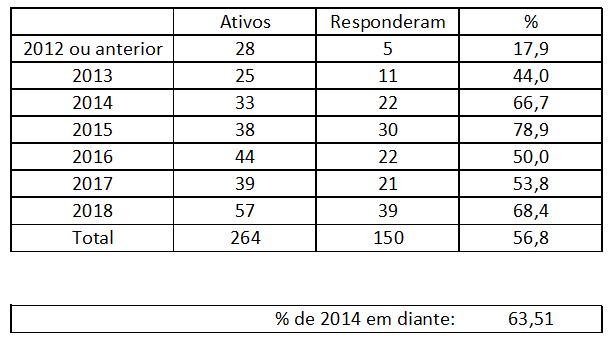 Ativos Responderam %
2012 ou anterior 28 5 17,9
2013 25 11 44,0
2014 33 22 66,7
2015 38 30 78,9
2016 44 22 50,0
2017 39 21 53,8
2018 57 39 68,4
Total 264 150 56,8
% de 2014 em diante: 63,51